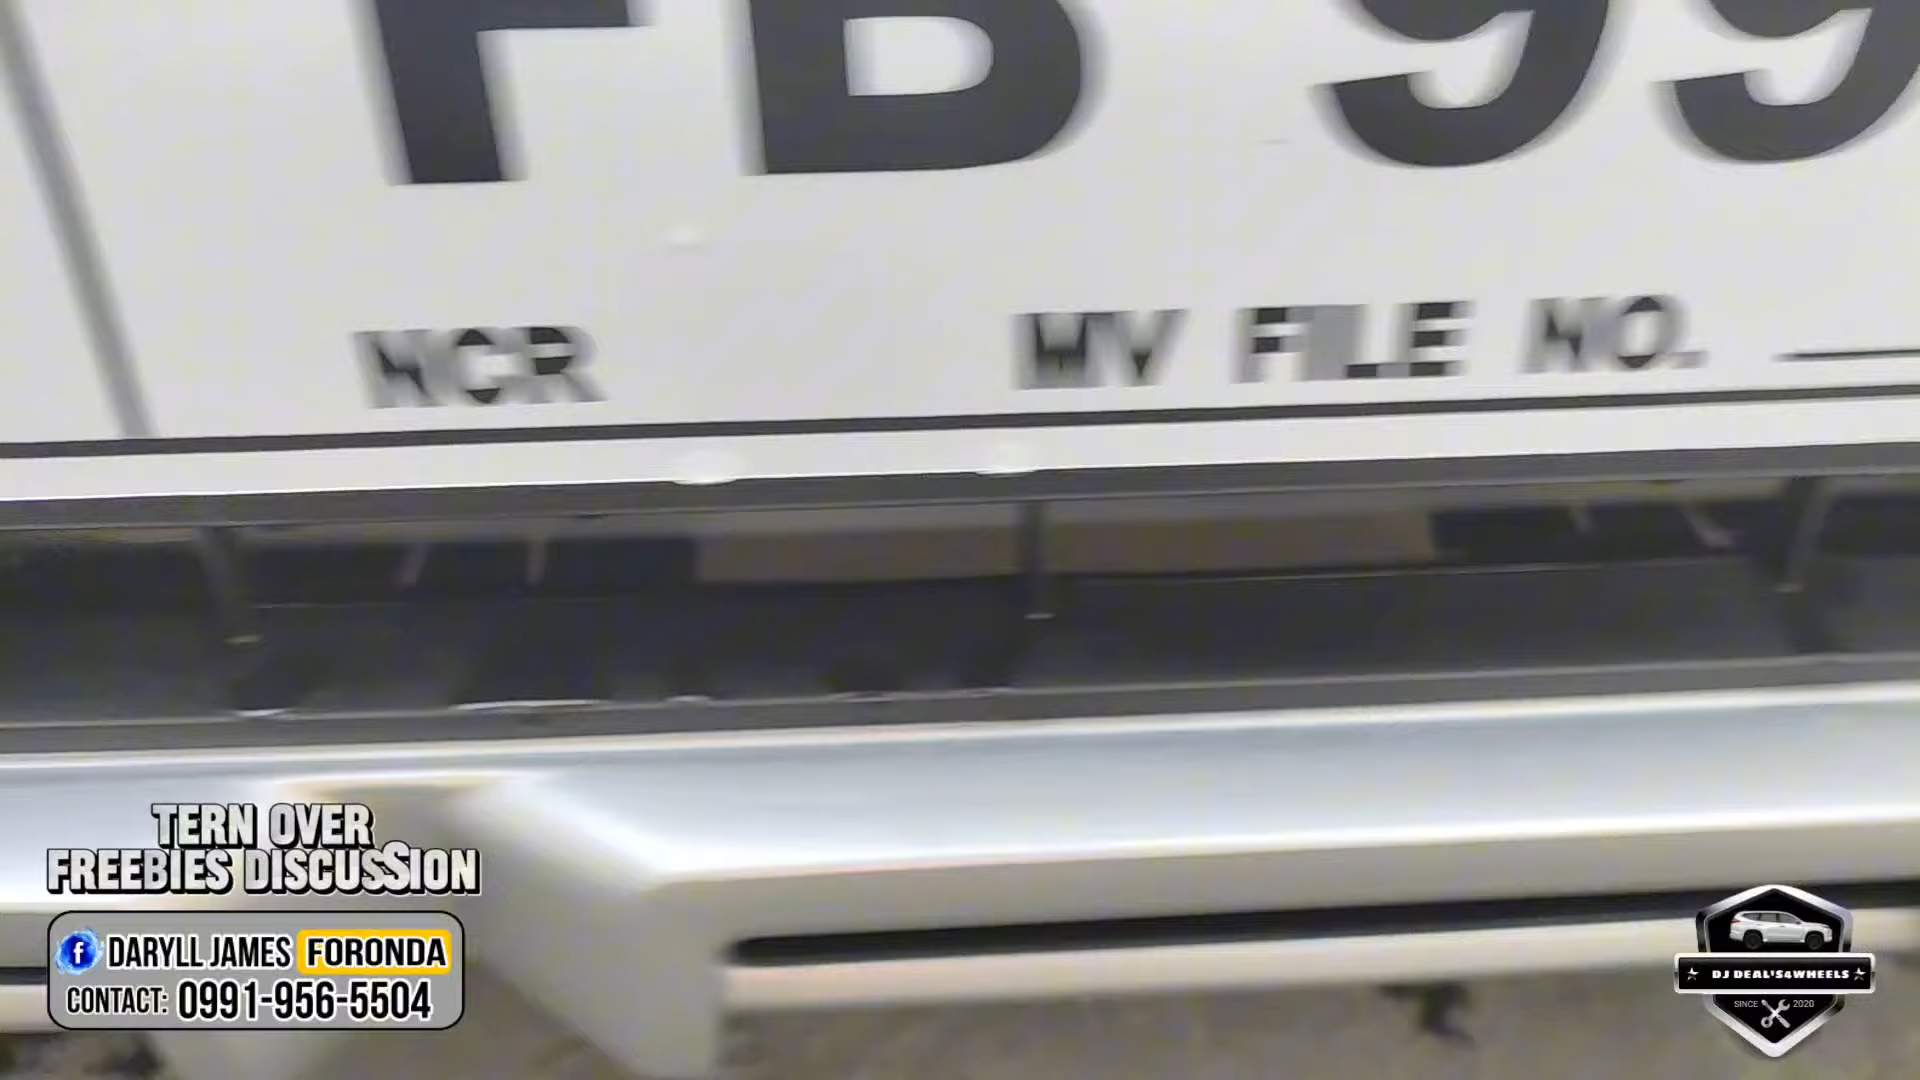 FB 99
NCR MV FILE NO.
TERN OVER
FREEBIES DISCUSSION
f DARYLL JAMES FORONDA
CONTACT: 0991-956-5504
DJ DEAL'S4WHEELS
SINCE 2020